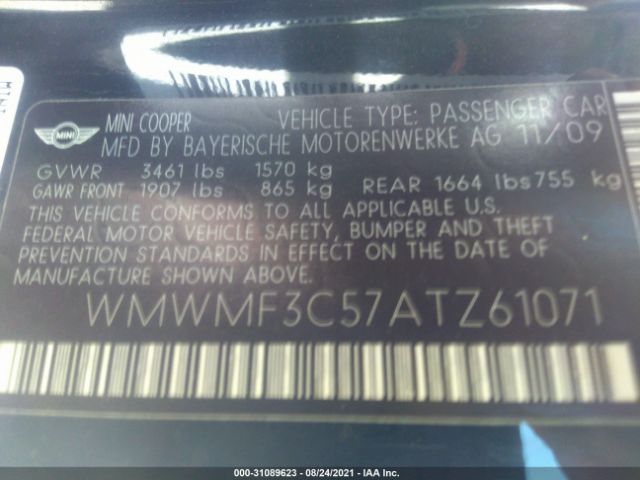 MINI
MINI COOPER VEHICLE TYPE: PASSENGER CAR
MFD BY BAYERISCHE MOTORENWERKE AG 11/09
GVWR 3461 lbs 1570 kg
GAWR FRONT 1907 lbs 865 kg REAR 1664 lbs 755 kg
THIS VEHICLE CONFORMS TO ALL APPLICABLE U.S.
FEDERAL MOTOR VEHICLE SAFETY, BUMPER AND THEFT
PREVENTION STANDARDS IN EFFECT ON THE DATE OF
MANUFACTURE SHOWN ABOVE.
WMWMF3C57ATZ61071
000-31089623 - 08/24/2021 - IAA Inc.